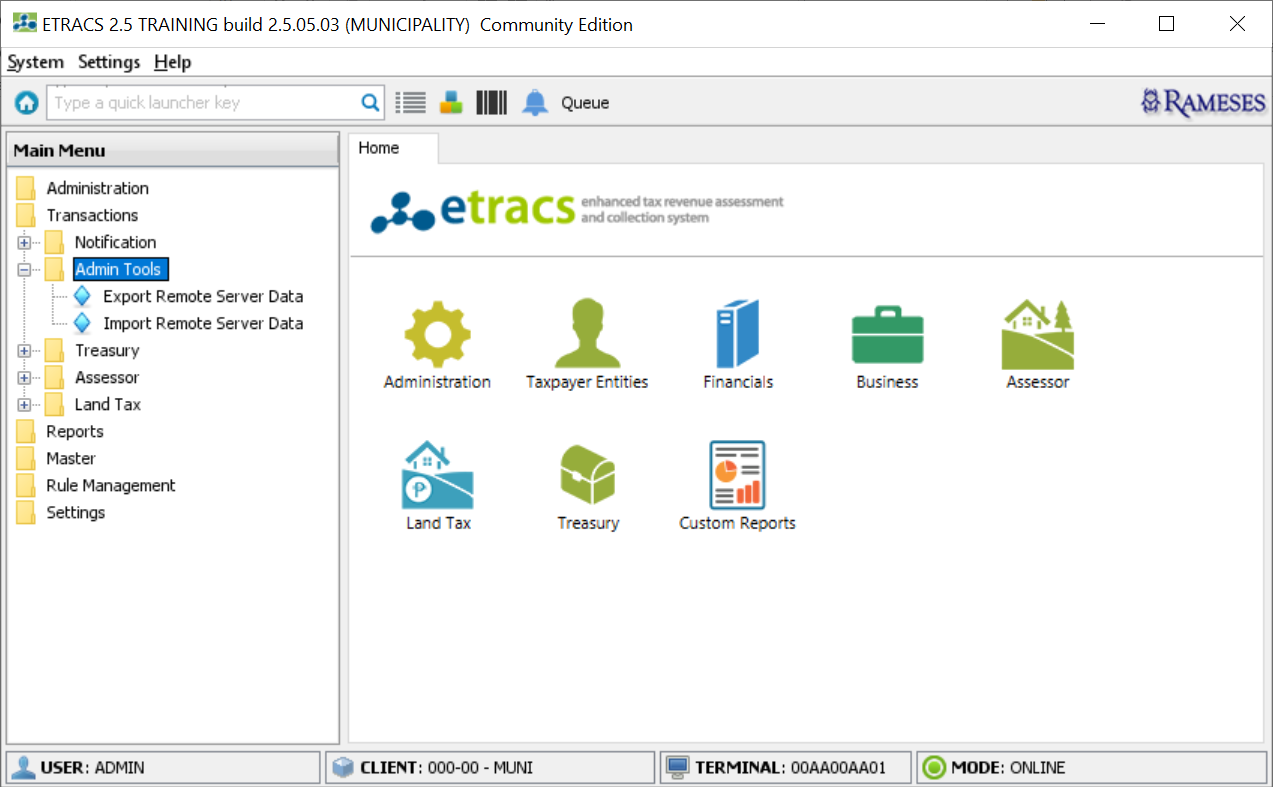 ETRACS 2.5 TRAINING build 2.5.05.03 (MUNICIPALITY)  Community Edition
System Settings Help
Type a quick launcher key
Queue
RAMESES
Main Menu
Home
Administration
Transactions
Notification
Admin Tools
Export Remote Server Data
Import Remote Server Data
Treasury
Assessor
Land Tax
Reports
Master
Rule Management
Settings
etracs enhanced tax revenue assessment
and collection system
Administration Taxpayer Entities Financials Business Assessor
Land Tax Treasury Custom Reports
USER: ADMIN CLIENT: 000-00 - MUNI TERMINAL: 00AA00AA01 MODE: ONLINE